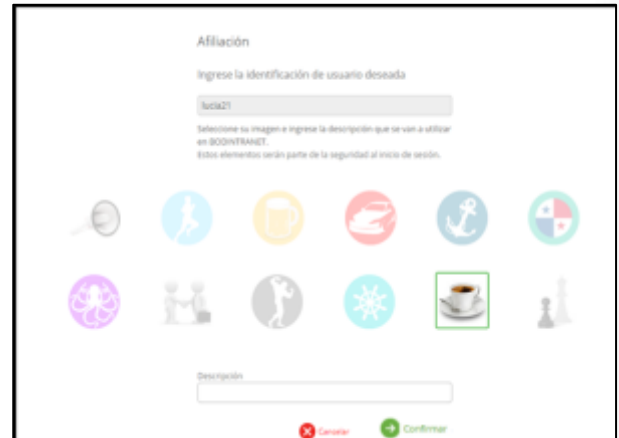 Afiliación
Ingrese la identificación de usuario deseada
lucia21
Seleccione su imagen e ingrese la descripción que se van a utilizar
en BODINTRANET.
Estos elementos serán parte de la seguridad al inicio de sesión.
Descripción
Cancelar
Confirmar